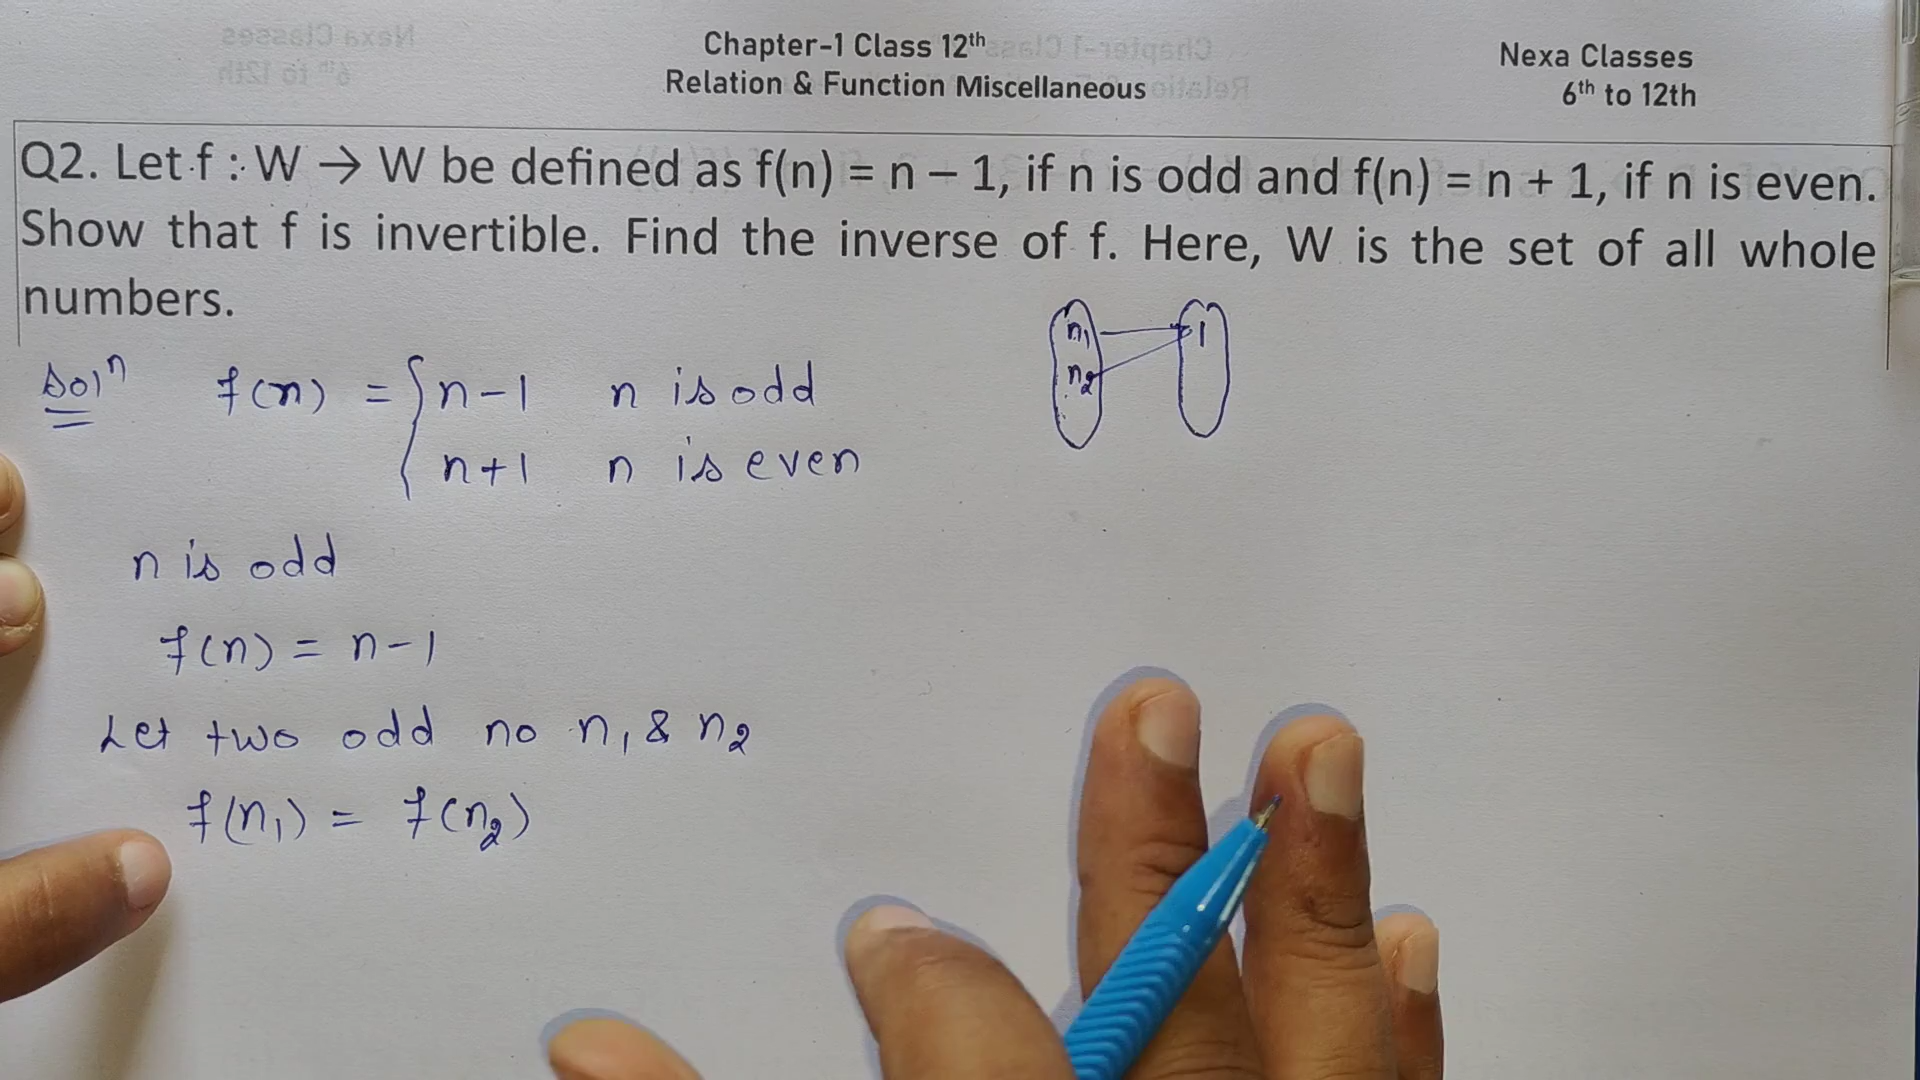 Chapter-1 Class 12th
Relation & Function Miscellaneous
Nexa Classes
6th to 12th
Q2. Let f : W → W be defined as f(n) = n – 1, if n is odd and f(n) = n + 1, if n is even.
Show that f is invertible. Find the inverse of f. Here, W is the set of all whole
numbers.
Solⁿ f(n) = { n-1 n is odd
n+1 n is even
n₁ 1
n₂
n is odd
f(n) = n-1
Let two odd no n₁ & n₂
f(n₁) = f(n₂)